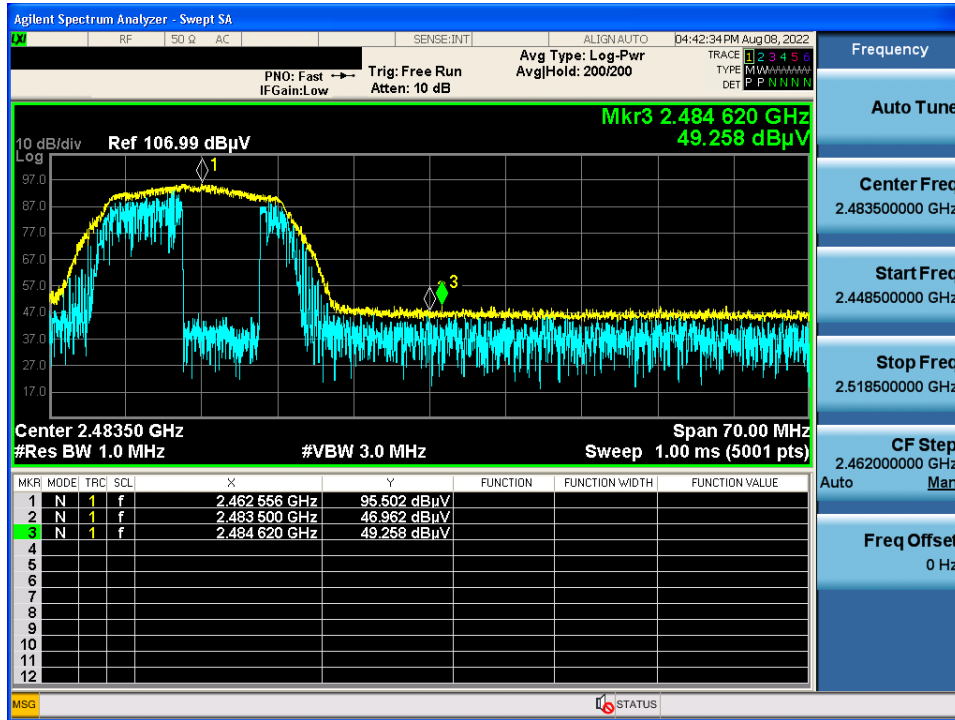 Agilent Spectrum Analyzer - Swept SA
LXI RF 50 Ω AC SENSE:INT ALIGN AUTO 04:42:34 PM Aug 08, 2022
PNO: Fast Trig: Free Run Avg Type: Log-Pwr TRACE 1 2 3 4 5 6
IFGain:Low Atten: 10 dB Avg|Hold: 200/200 TYPE M W
DET P P N N N N
Mkr3 2.484 620 GHz
49.258 dBµV
10 dB/div Ref 106.99 dBµV
Log
97.0
87.0
77.0
67.0
57.0
47.0
37.0
27.0
17.0
1
3
Center 2.48350 GHz Span 70.00 MHz
#Res BW 1.0 MHz #VBW 3.0 MHz Sweep 1.00 ms (5001 pts)
MKR MODE TRC SCL X Y FUNCTION FUNCTION WIDTH FUNCTION VALUE
1 N 1 f 2.462 556 GHz 95.502 dBµV
2 N 1 f 2.483 500 GHz 46.962 dBµV
3 N 1 f 2.484 620 GHz 49.258 dBµV
4
5
6
7
8
9
10
11
12
MSG STATUS
Frequency
Auto Tune
Center Freq
2.483500000 GHz
Start Freq
2.448500000 GHz
Stop Freq
2.518500000 GHz
CF Step
2.462000000 GHz
Auto Man
Freq Offset
0 Hz